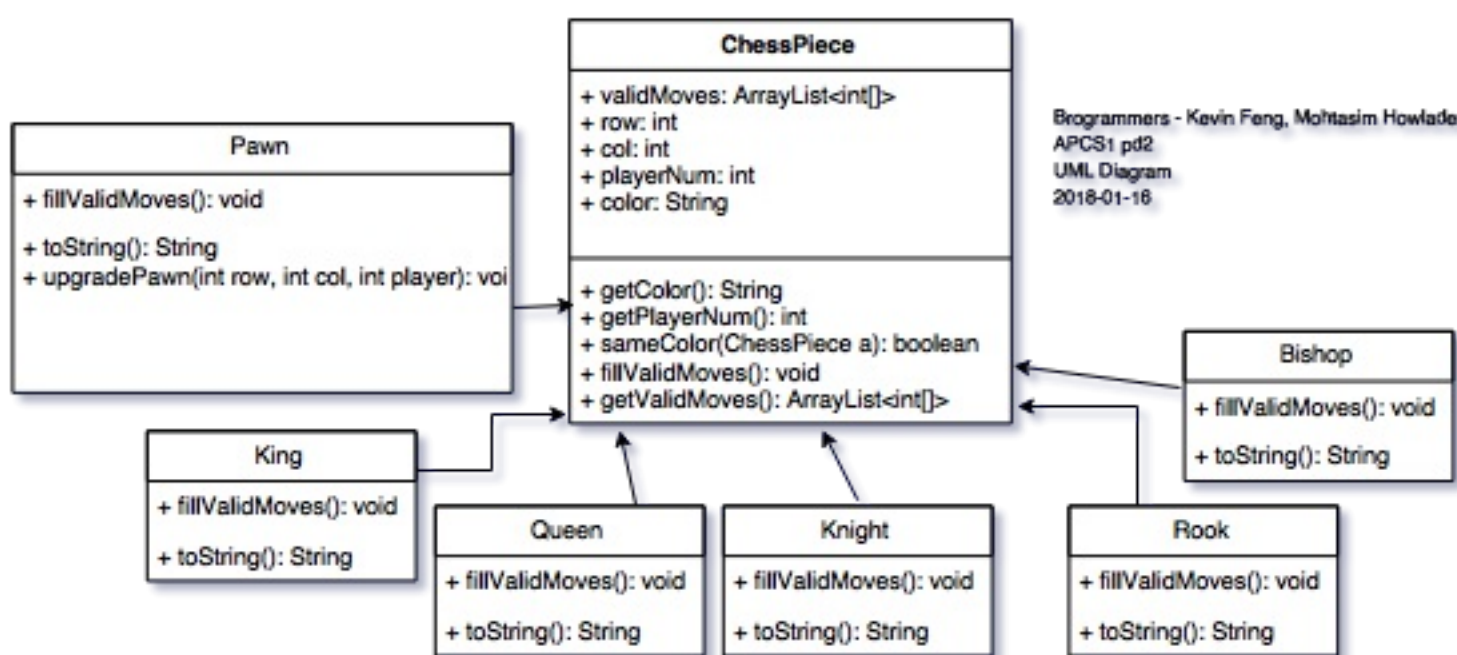 ChessPiece
+ validMoves: ArrayList<int[]>
+ row: int
+ col: int
+ playerNum: int
+ color: String
+ getColor(): String
+ getPlayerNum(): int
+ sameColor(ChessPiece a): boolean
+ fillValidMoves(): void
+ getValidMoves(): ArrayList<int[]>
Brogrammers - Kevin Feng, Mohtasim Howlade
APCS1 pd2
UML Diagram
2018-01-16
Pawn
+ fillValidMoves(): void
+ toString(): String
+ upgradePawn(int row, int col, int player): voi
King
+ fillValidMoves(): void
+ toString(): String
Queen
+ fillValidMoves(): void
+ toString(): String
Knight
+ fillValidMoves(): void
+ toString(): String
Rook
+ fillValidMoves(): void
+ toString(): String
Bishop
+ fillValidMoves(): void
+ toString(): String